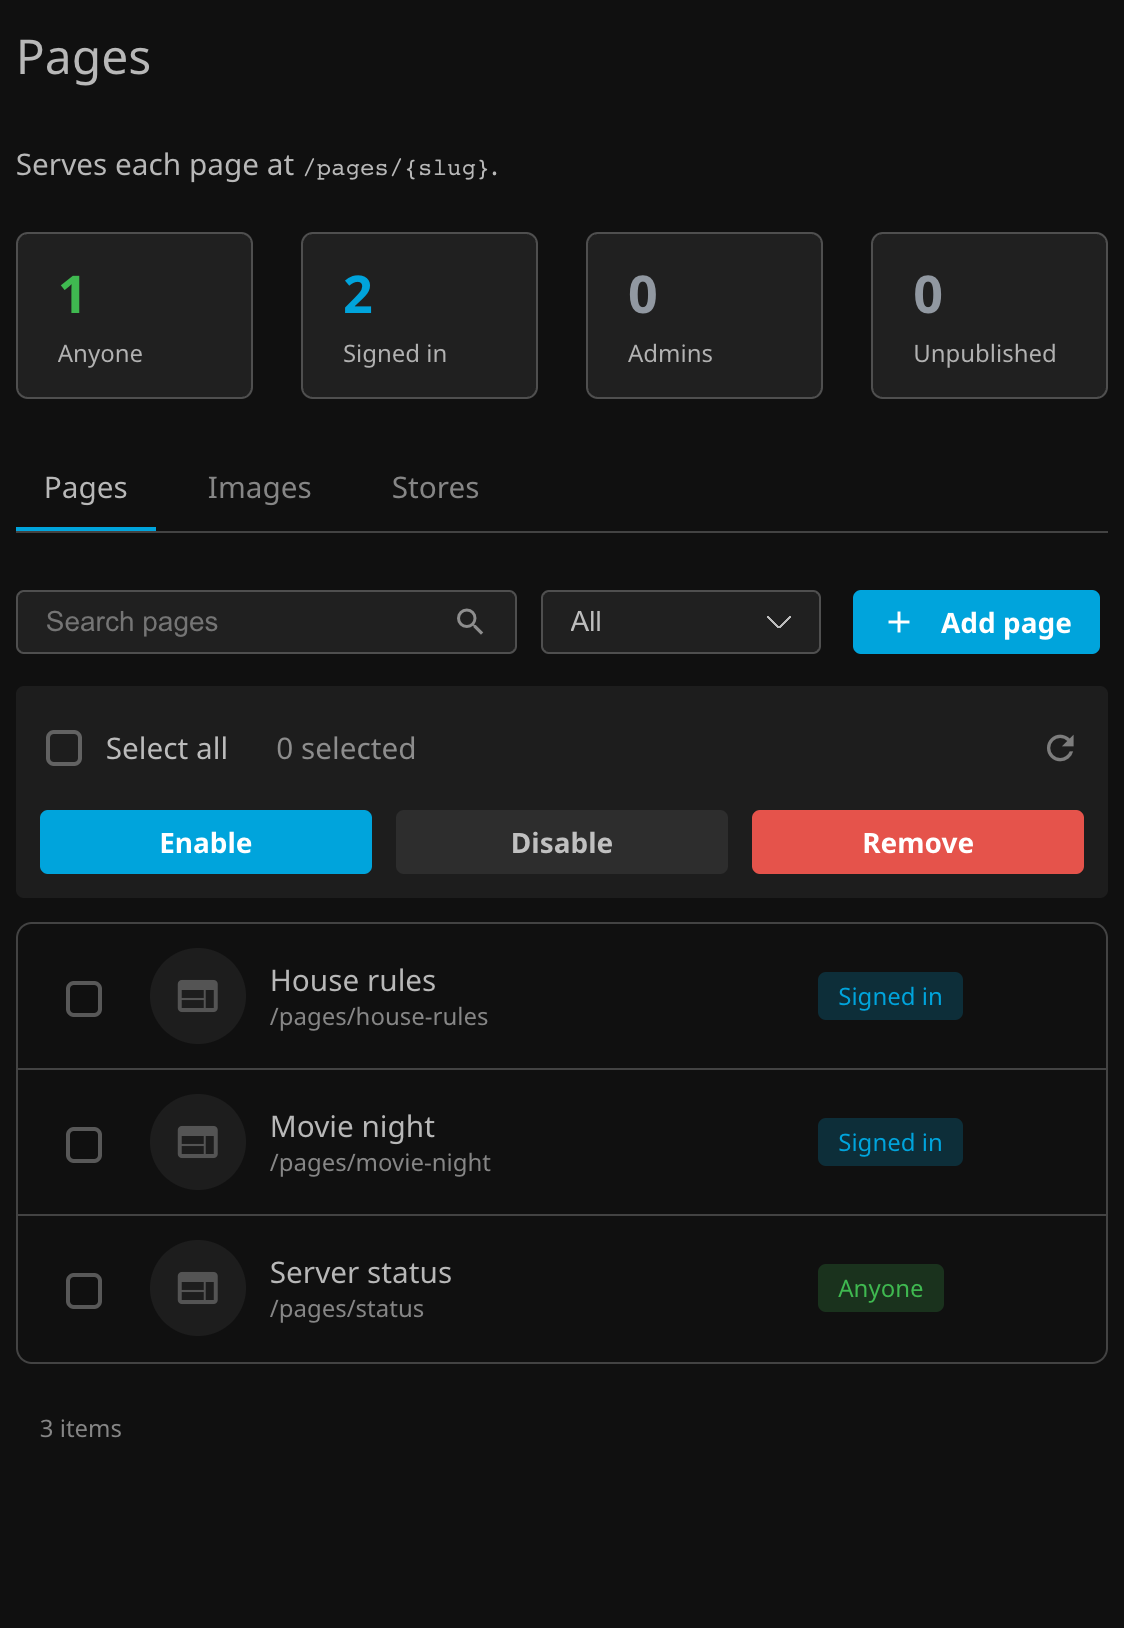 Pages
Serves each page at /pages/{slug}.
1
Anyone
2
Signed in
0
Admins
0
Unpublished
Pages
Images
Stores
Search pages
All
Add page
Select all
0 selected
Enable
Disable
Remove
House rules
/pages/house-rules
Signed in
Movie night
/pages/movie-night
Signed in
Server status
/pages/status
Anyone
3 items